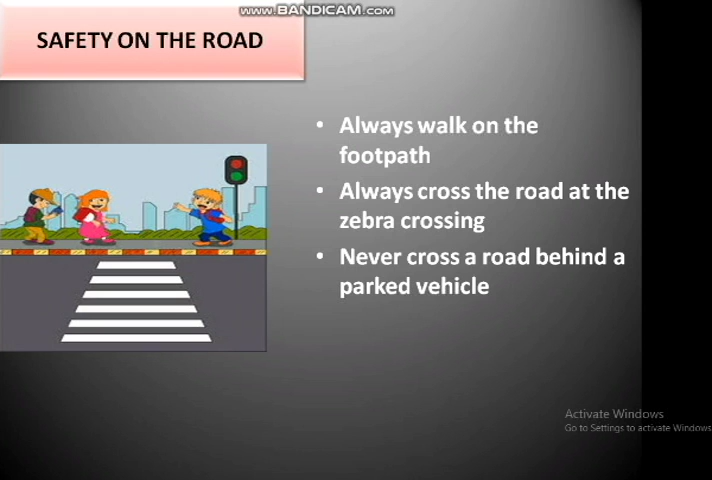 www.BANDICAM.com
SAFETY ON THE ROAD
• Always walk on the
footpath
• Always cross the road at the
zebra crossing
• Never cross a road behind a
parked vehicle
Activate Windows
Go to Settings to activate Windows